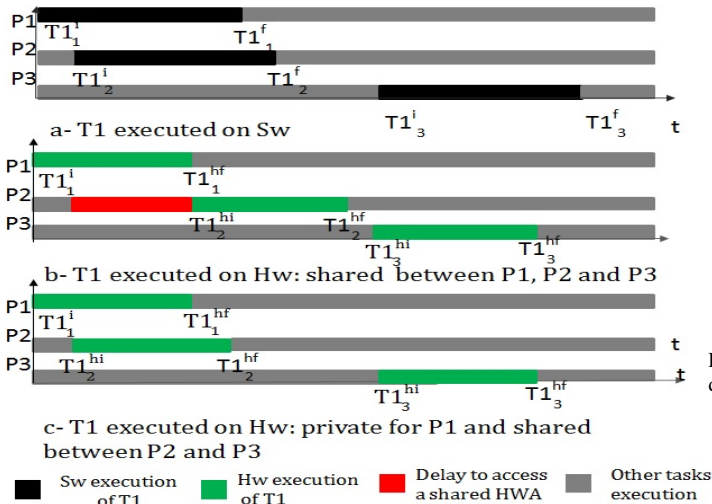 P1
T1₁ⁱ T1₁ᶠ
P2
T1₂ⁱ T1₂ᶠ
P3
T1₃ⁱ T1₃ᶠ t
a- T1 executed on Sw
P1
T1₁ⁱ T1₁ʰᶠ
P2
T1₂ʰⁱ T1₂ʰᶠ
P3
T1₃ʰⁱ T1₃ʰᶠ
b- T1 executed on Hw: shared between P1, P2 and P3
P1
T1₁ⁱ T1₁ʰᶠ
P2 t
T1₂ʰⁱ T1₂ʰᶠ
P3 t
T1₃ʰⁱ T1₃ʰᶠ
c- T1 executed on Hw: private for P1 and shared
between P2 and P3
Sw execution
of T1
Hw execution
of T1
Delay to access
a shared HWA
Other tasks
execution